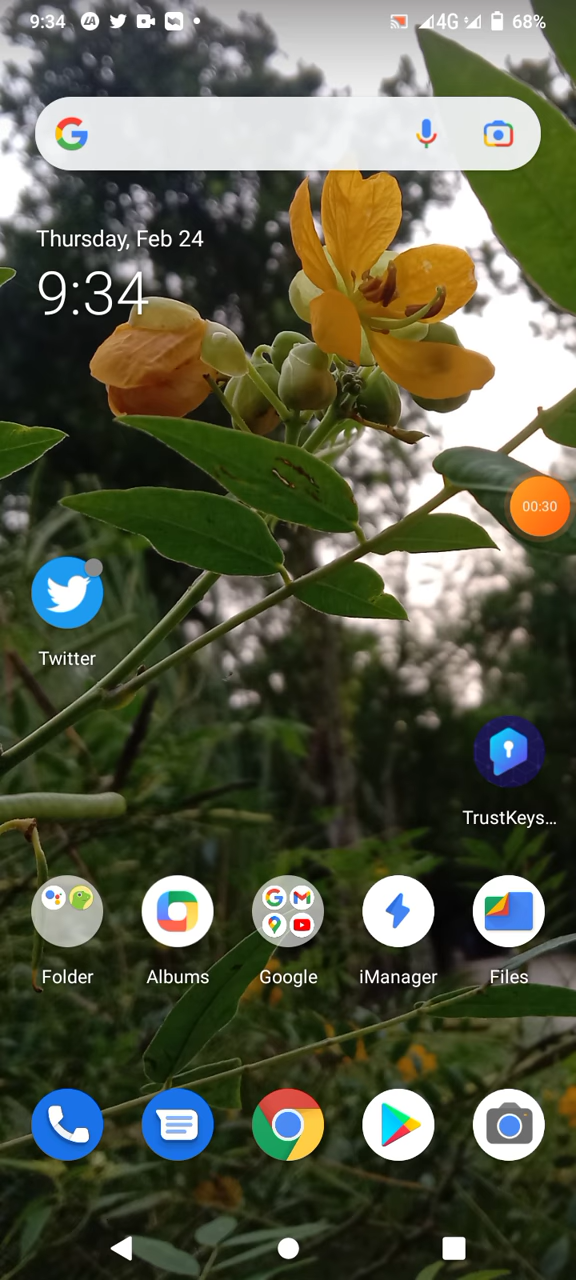 9:34
4G
68%
Thursday, Feb 24
9:34
00:30
Twitter
TrustKeys...
Folder
Albums
Google
iManager
Files